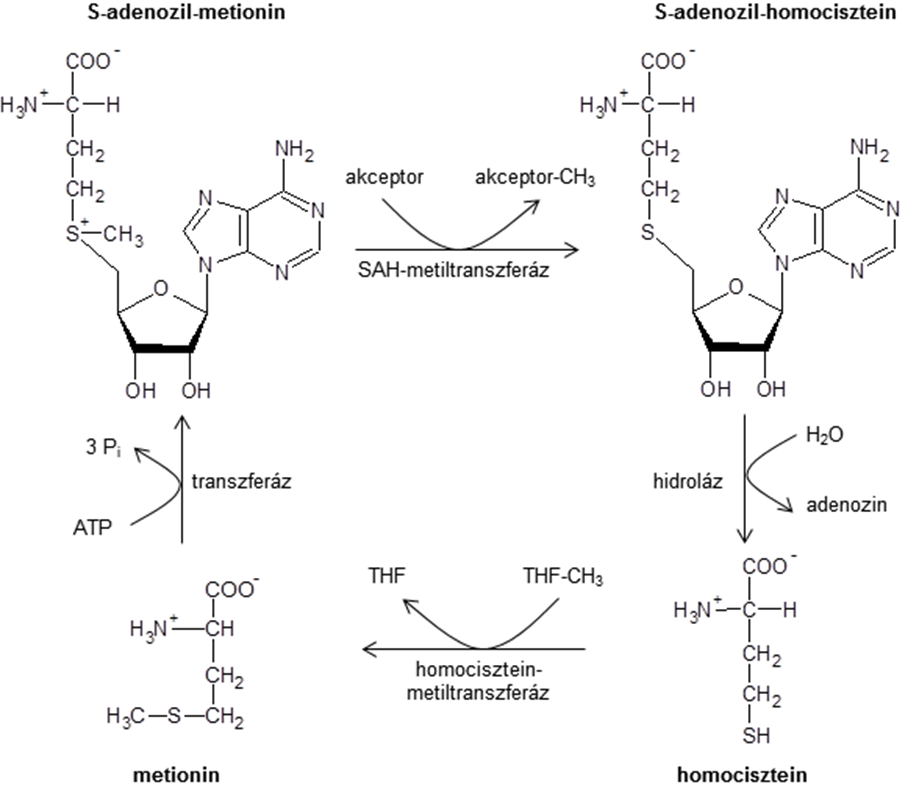 S-adenozil-metionin
S-adenozil-homocisztein
COO⁻
H₃N⁺ C H
CH₂
CH₂
S⁺ CH₃
NH₂
N
N
N
N
O
OH OH
akceptor
akceptor-CH₃
SAH-metiltranszferáz
COO⁻
H₃N⁺ C H
CH₂
CH₂
S
NH₂
N
N
N
N
O
OH OH
3 Pᵢ
ATP
transzferáz
hidroláz
H₂O
adenozin
THF
THF-CH₃
homocisztein-
metiltranszferáz
COO⁻
H₃N⁺ CH
CH₂
H₃C S CH₂
metionin
COO⁻
H₃N⁺ C H
CH₂
CH₂
SH
homocisztein